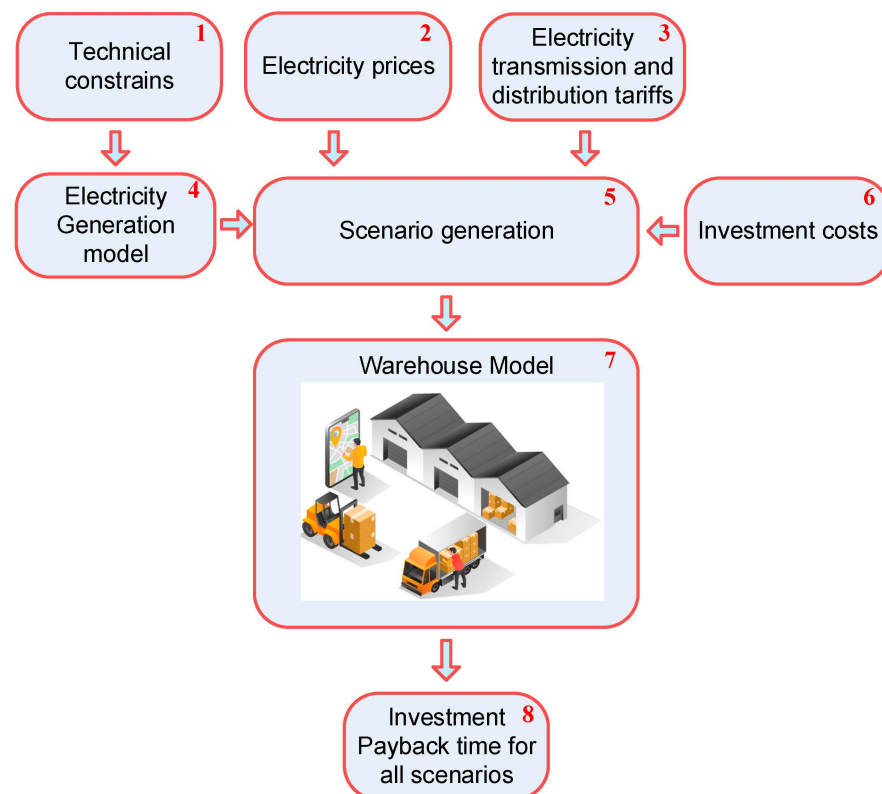 1
Technical
constrains
2
Electricity prices
3
Electricity
transmission and
distribution tariffs
4
Electricity
Generation
model
5
Scenario generation
6
Investment costs
7
Warehouse Model
8
Investment
Payback time for
all scenarios